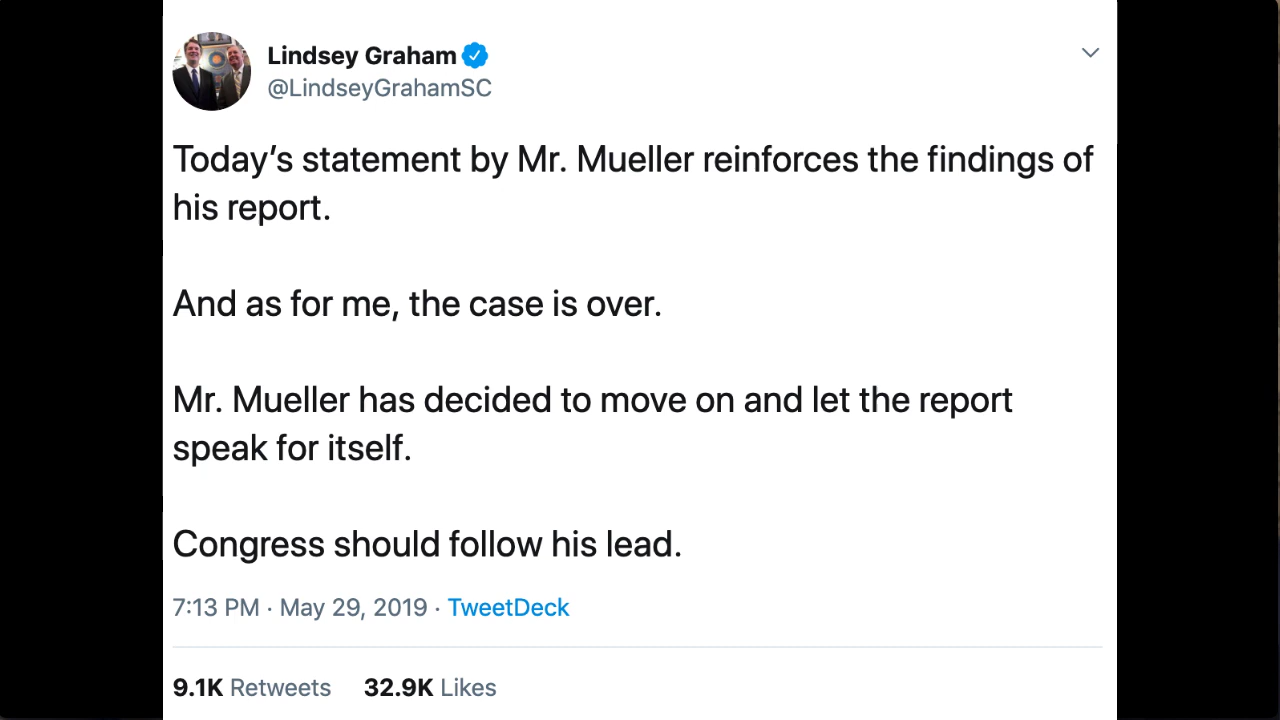 Lindsey Graham
@LindseyGrahamSC
Today’s statement by Mr. Mueller reinforces the findings of
his report.
And as for me, the case is over.
Mr. Mueller has decided to move on and let the report
speak for itself.
Congress should follow his lead.
7:13 PM · May 29, 2019 · TweetDeck
9.1K Retweets 32.9K Likes